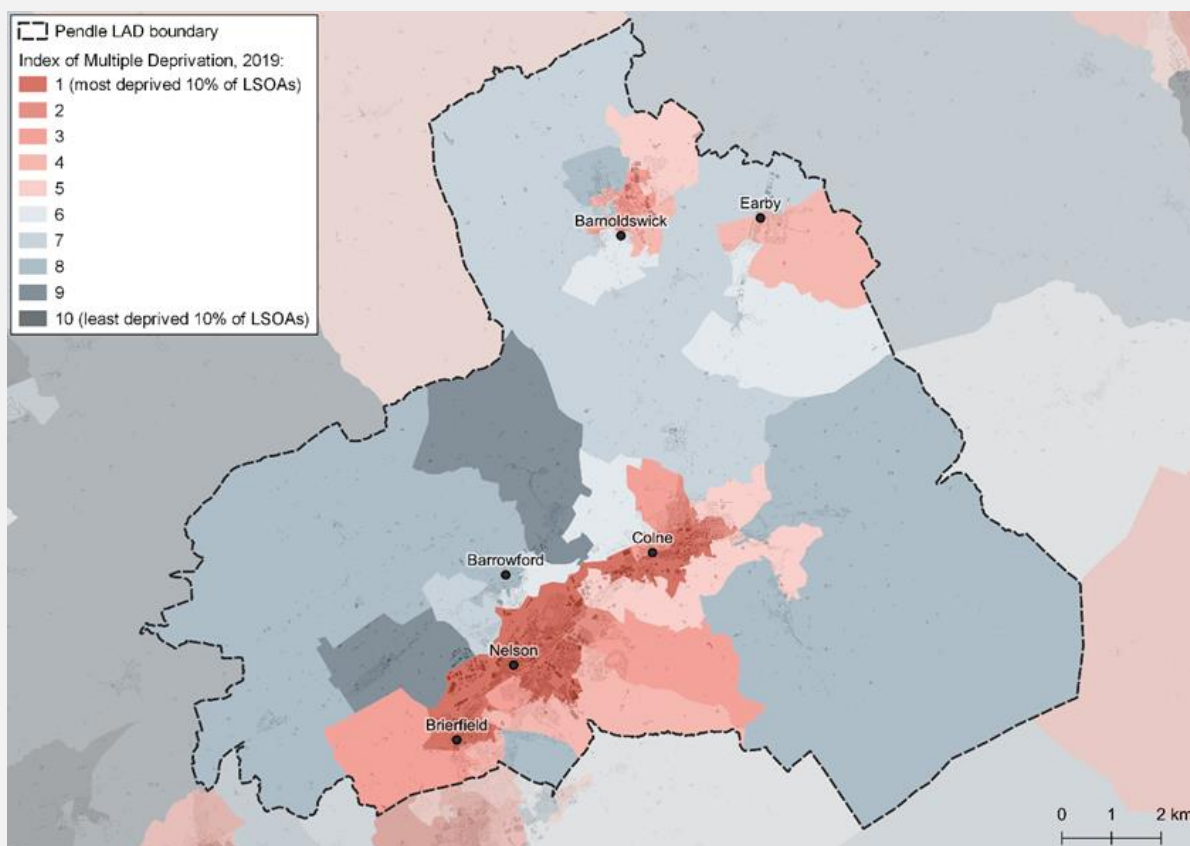 Pendle LAD boundary
Index of Multiple Deprivation, 2019:
1 (most deprived 10% of LSOAs)
2
3
4
5
6
7
8
9
10 (least deprived 10% of LSOAs)
Earby
Barnoldswick
Colne
Barrowford
Nelson
Brierfield
0 1 2 km